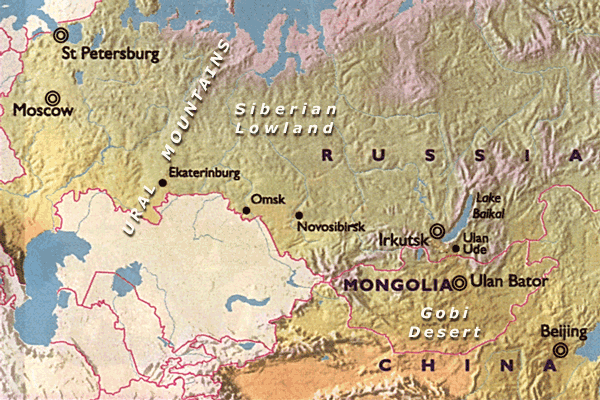 St Petersburg
Moscow
URAL MOUNTAINS
Siberian
Lowland
RUSSIA
Ekaterinburg
Omsk
Novosibirsk
Lake
Baikal
Irkutsk
Ulan
Ude
MONGOLIA
Ulan Bator
Gobi
Desert
Beijing
CHINA